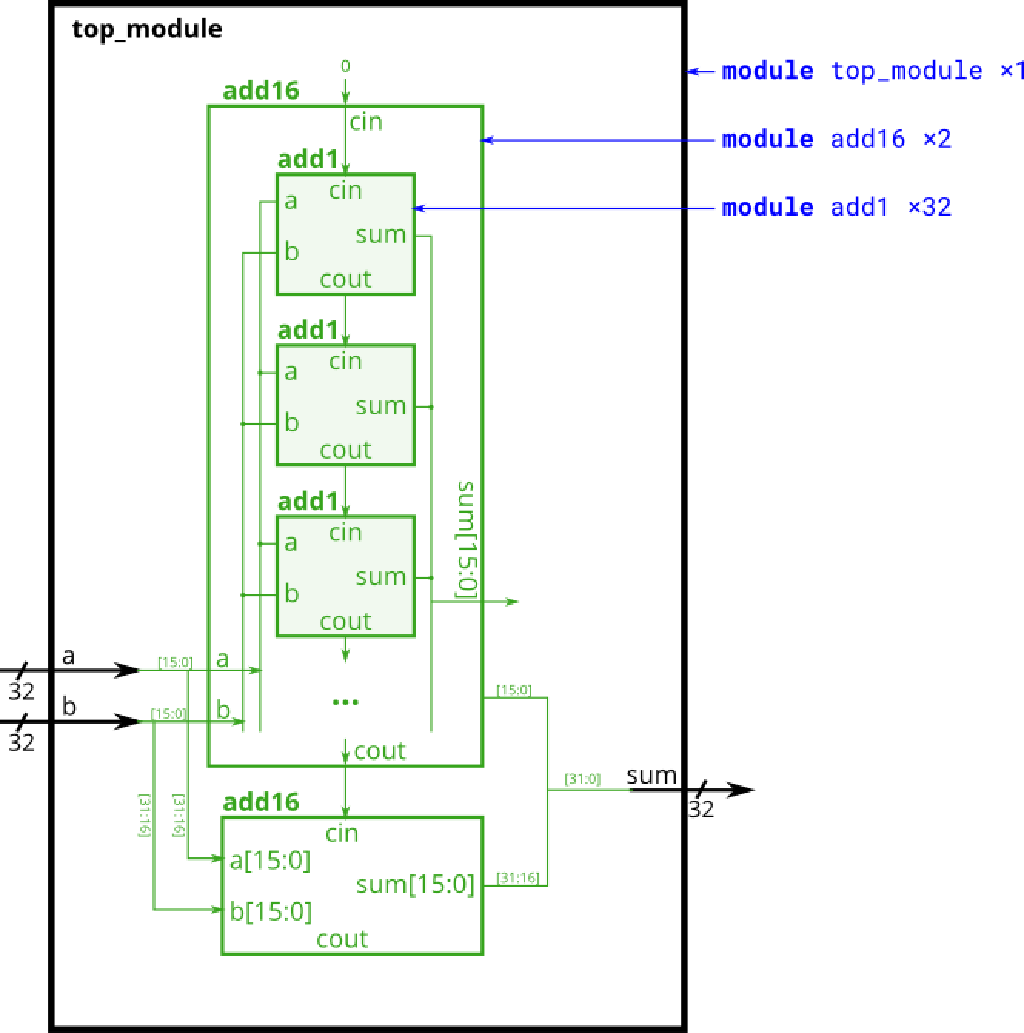 top_module
module top_module ×1
0
add16
cin
module add16 ×2
add1
cin
a
module add1 ×32
sum
b
cout
add1
cin
a
sum
b
cout
add1
cin
a
sum
b
cout
sum[15:0]
a
[15:0]
a
32
b
[15:0]
b
32
...
[15:0]
cout
[31:0]
sum
32
add16
[31:16]
[31:16]
cin
a[15:0]
sum[15:0]
[31:16]
b[15:0]
cout